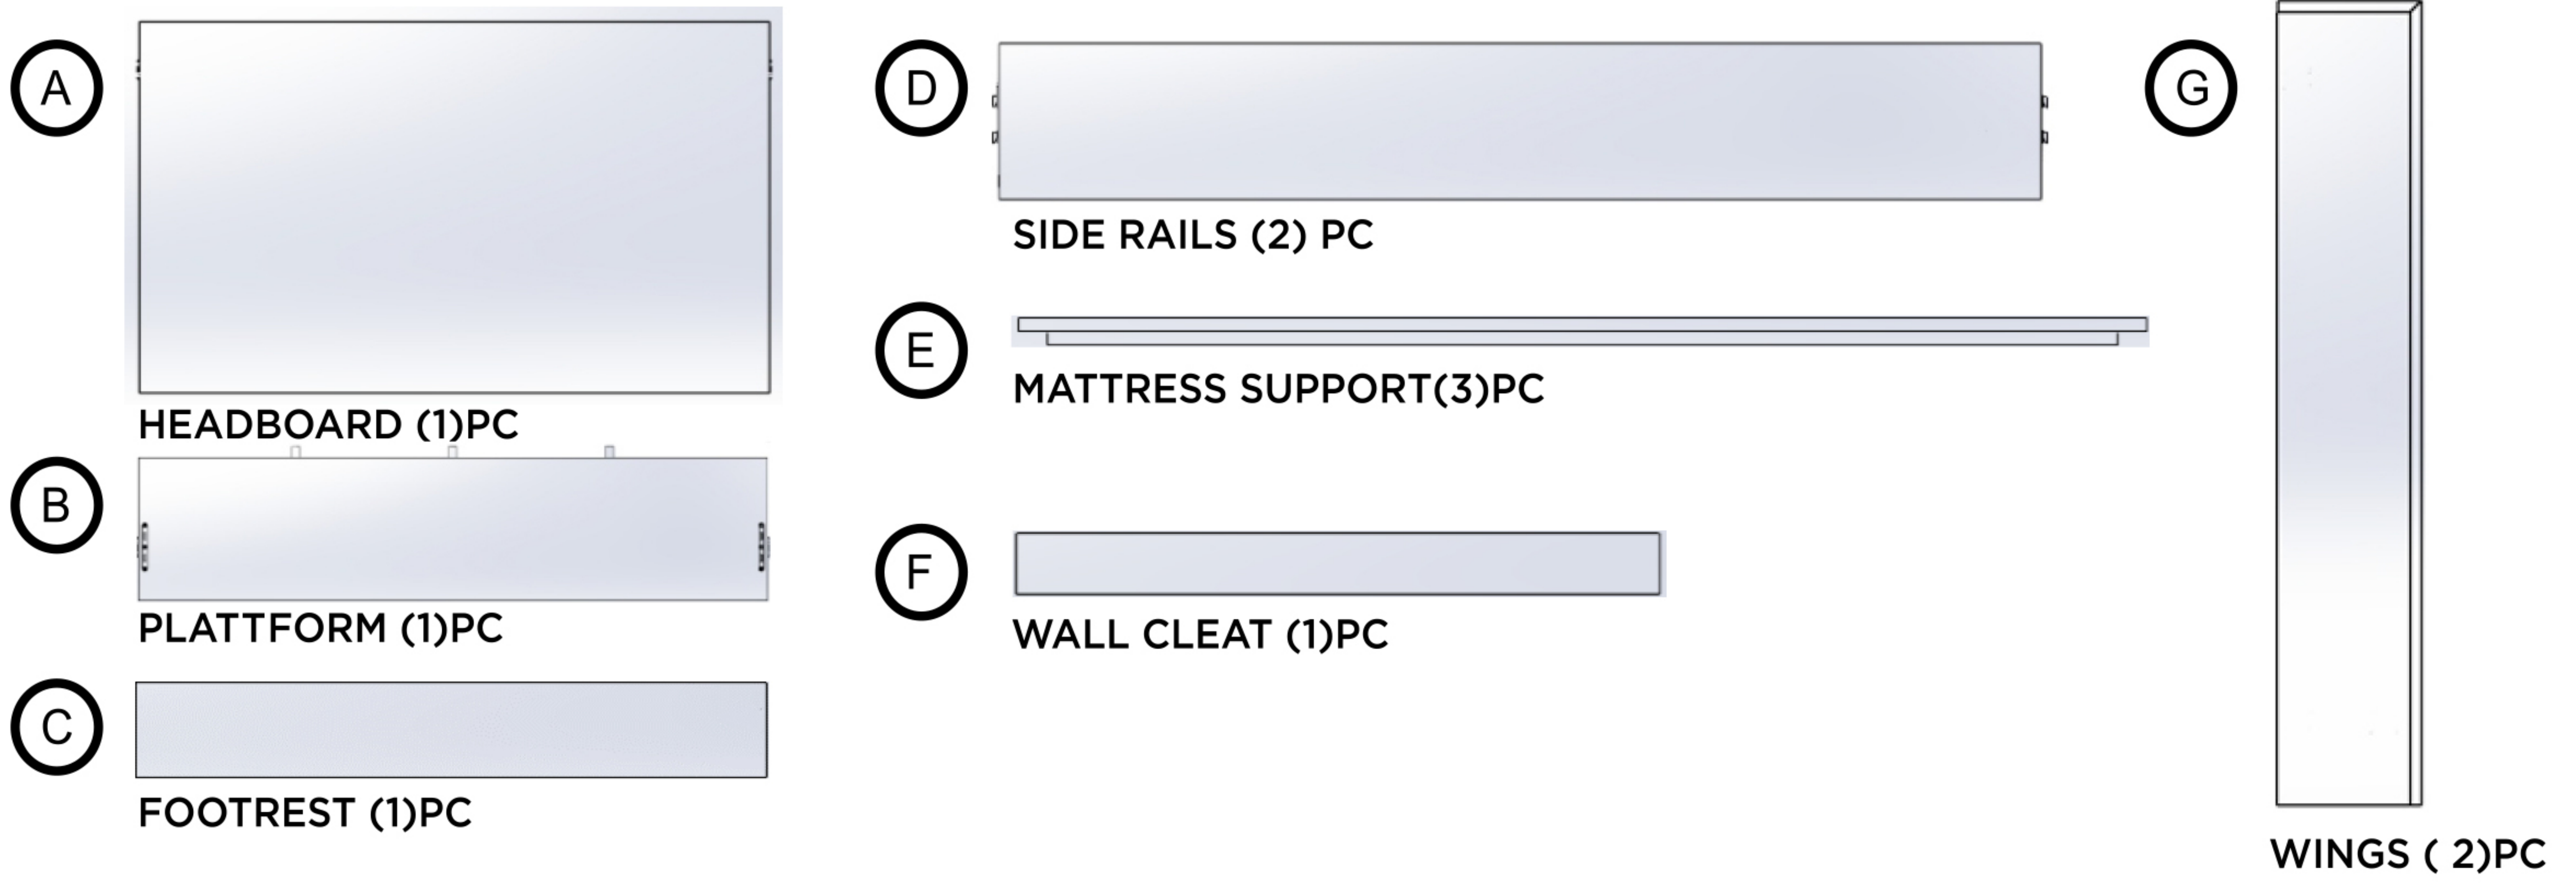 A
HEADBOARD (1)PC
B
PLATTFORM (1)PC
C
FOOTREST (1)PC
D
SIDE RAILS (2) PC
E
MATTRESS SUPPORT(3)PC
F
WALL CLEAT (1)PC
G
WINGS ( 2)PC